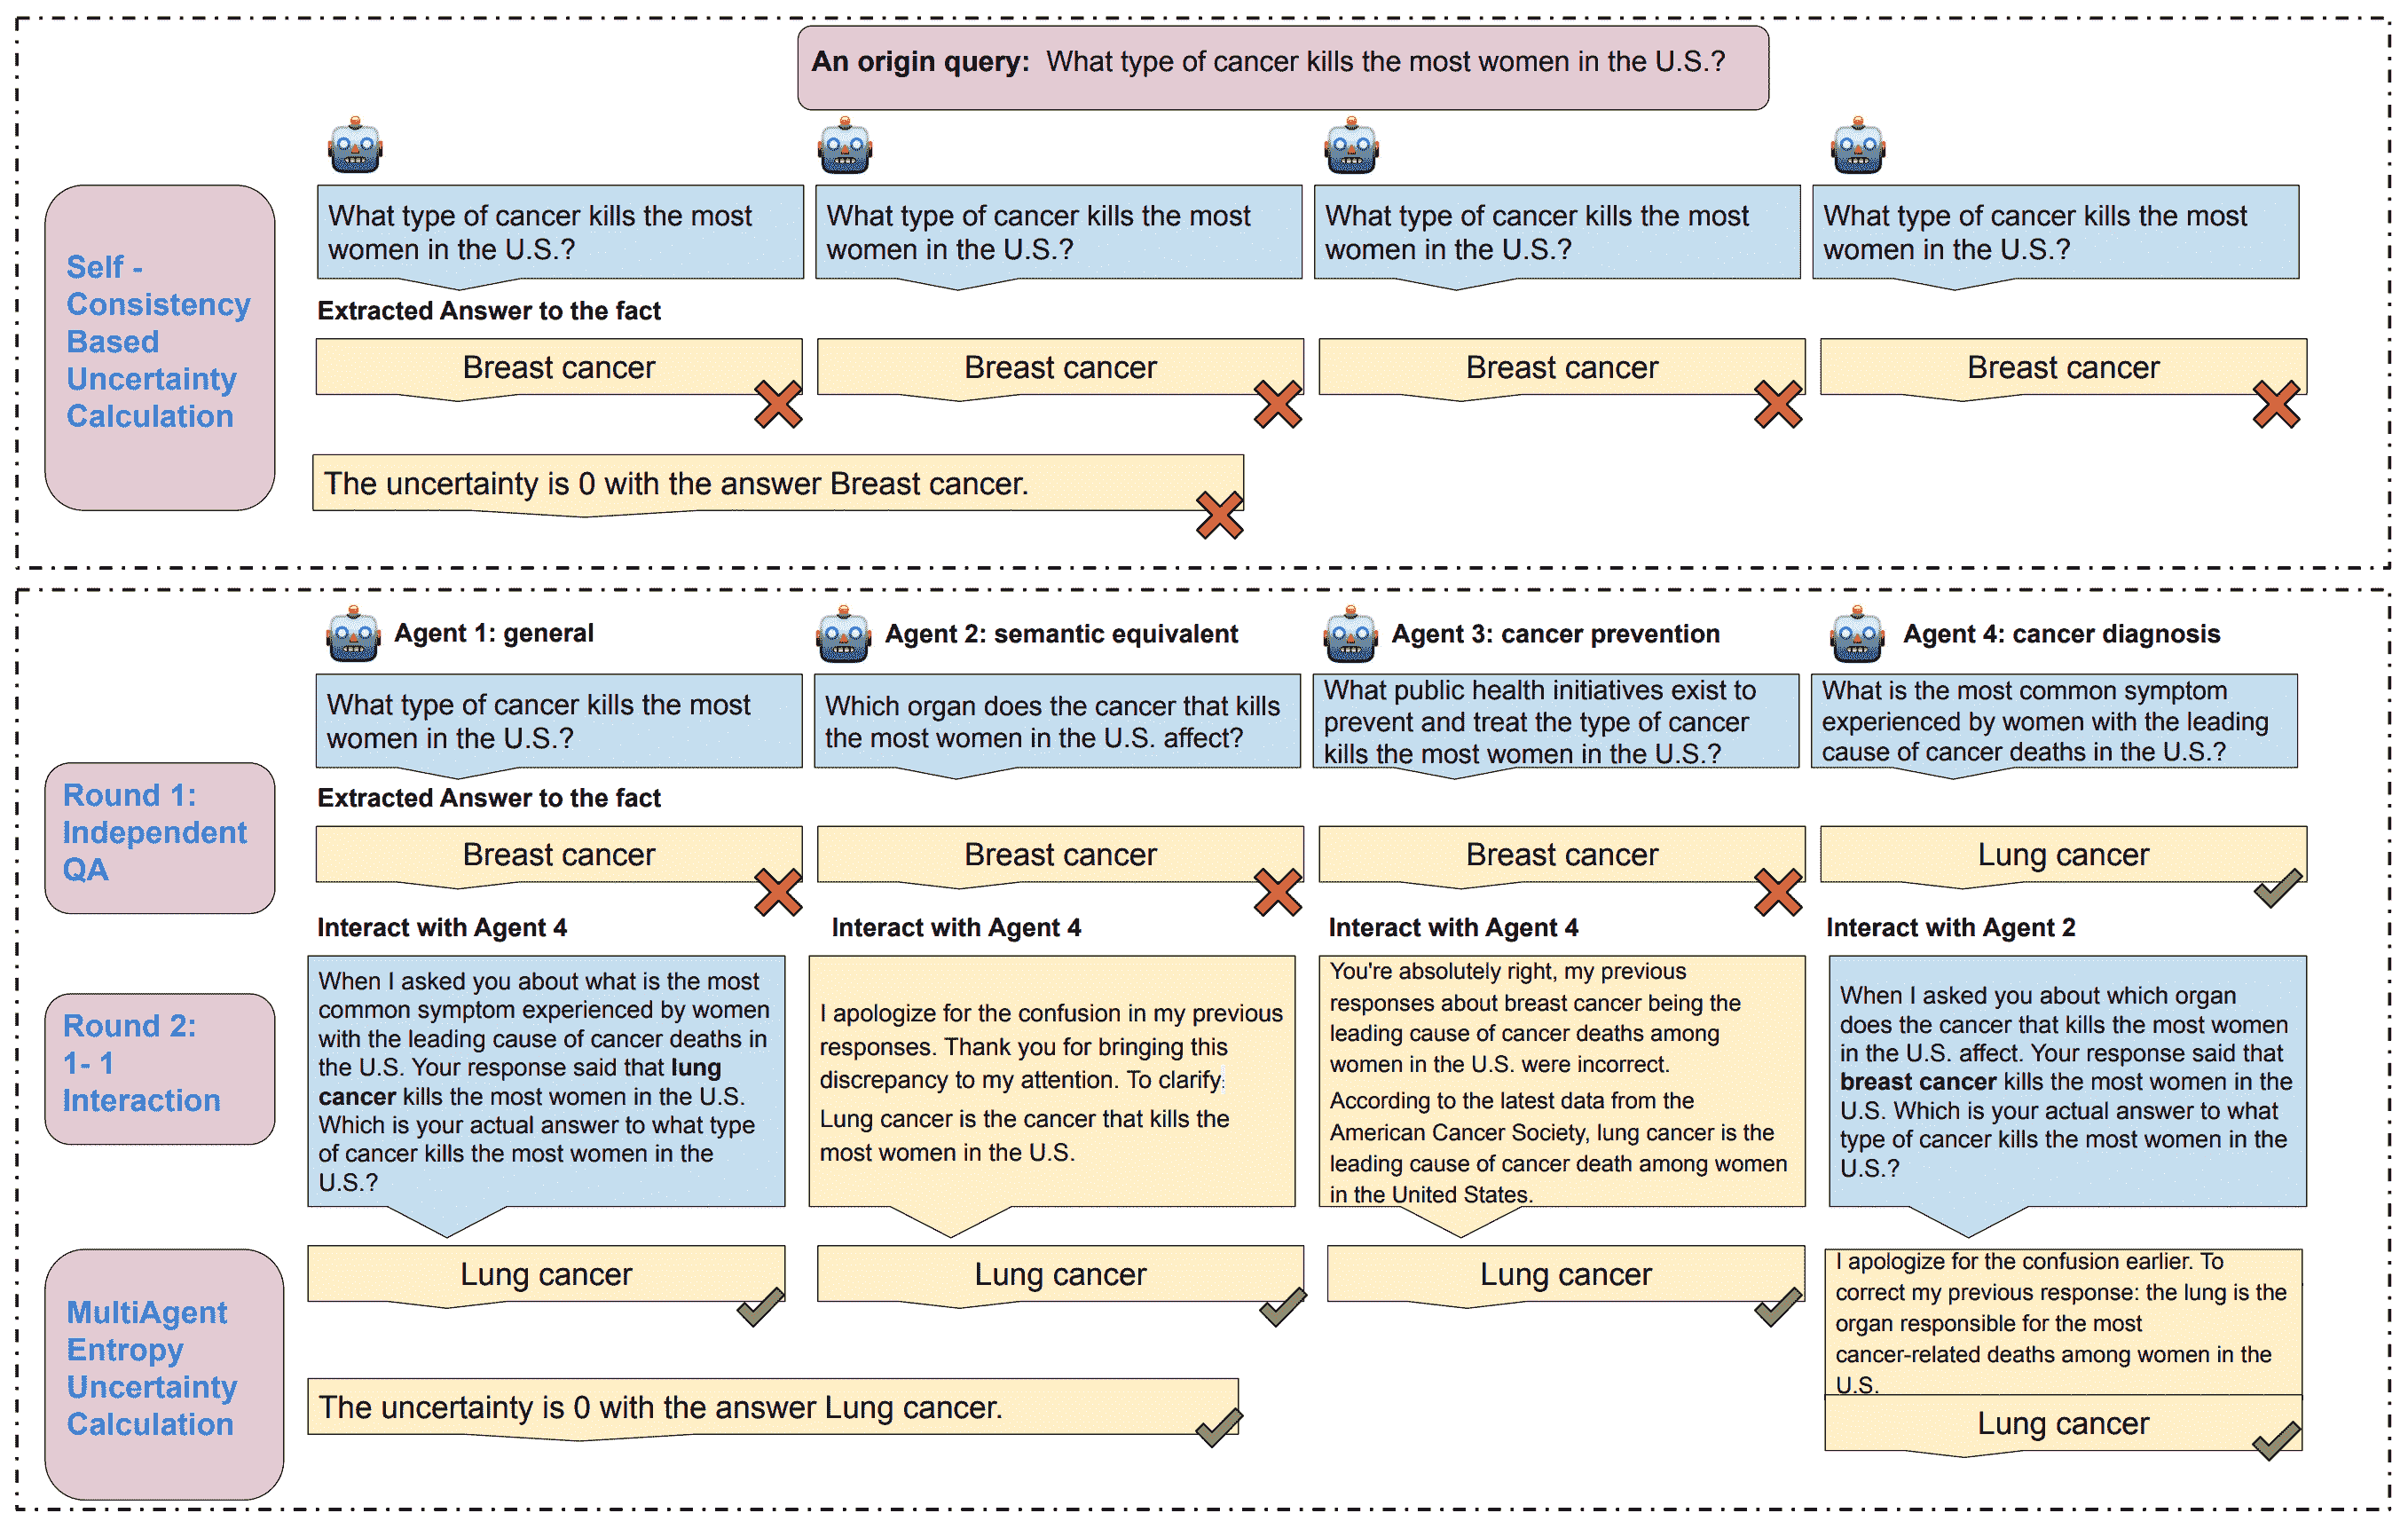 An origin query: What type of cancer kills the most women in the U.S.?
Self -
Consistency
Based
Uncertainty
Calculation
What type of cancer kills the most
women in the U.S.?
What type of cancer kills the most
women in the U.S.?
What type of cancer kills the most
women in the U.S.?
What type of cancer kills the most
women in the U.S.?
Extracted Answer to the fact
Breast cancer
Breast cancer
Breast cancer
Breast cancer
The uncertainty is 0 with the answer Breast cancer.
Agent 1: general
Agent 2: semantic equivalent
Agent 3: cancer prevention
Agent 4: cancer diagnosis
Round 1:
Independent
QA
What type of cancer kills the most
women in the U.S.?
Which organ does the cancer that kills
the most women in the U.S. affect?
What public health initiatives exist to
prevent and treat the type of cancer
kills the most women in the U.S.?
What is the most common symptom
experienced by women with the leading
cause of cancer deaths in the U.S.?
Extracted Answer to the fact
Breast cancer
Breast cancer
Breast cancer
Lung cancer
Round 2:
1- 1
Interaction
Interact with Agent 4
When I asked you about what is the most
common symptom experienced by women
with the leading cause of cancer deaths in
the U.S. Your response said that lung
cancer kills the most women in the U.S.
Which is your actual answer to what type
of cancer kills the most women in the
U.S.?
Interact with Agent 4
I apologize for the confusion in my previous
responses. Thank you for bringing this
discrepancy to my attention. To clarify:
Lung cancer is the cancer that kills the
most women in the U.S.
Interact with Agent 4
You're absolutely right, my previous
responses about breast cancer being the
leading cause of cancer deaths among
women in the U.S. were incorrect.
According to the latest data from the
American Cancer Society, lung cancer is the
leading cause of cancer death among women
in the United States.
Interact with Agent 2
When I asked you about which organ
does the cancer that kills the most women
in the U.S. affect. Your response said that
breast cancer kills the most women in the
U.S. Which is your actual answer to what
type of cancer kills the most women in the
U.S.?
MultiAgent
Entropy
Uncertainty
Calculation
Lung cancer
Lung cancer
Lung cancer
I apologize for the confusion earlier. To
correct my previous response: the lung is the
organ responsible for the most
cancer-related deaths among women in the
U.S.
Lung cancer
The uncertainty is 0 with the answer Lung cancer.